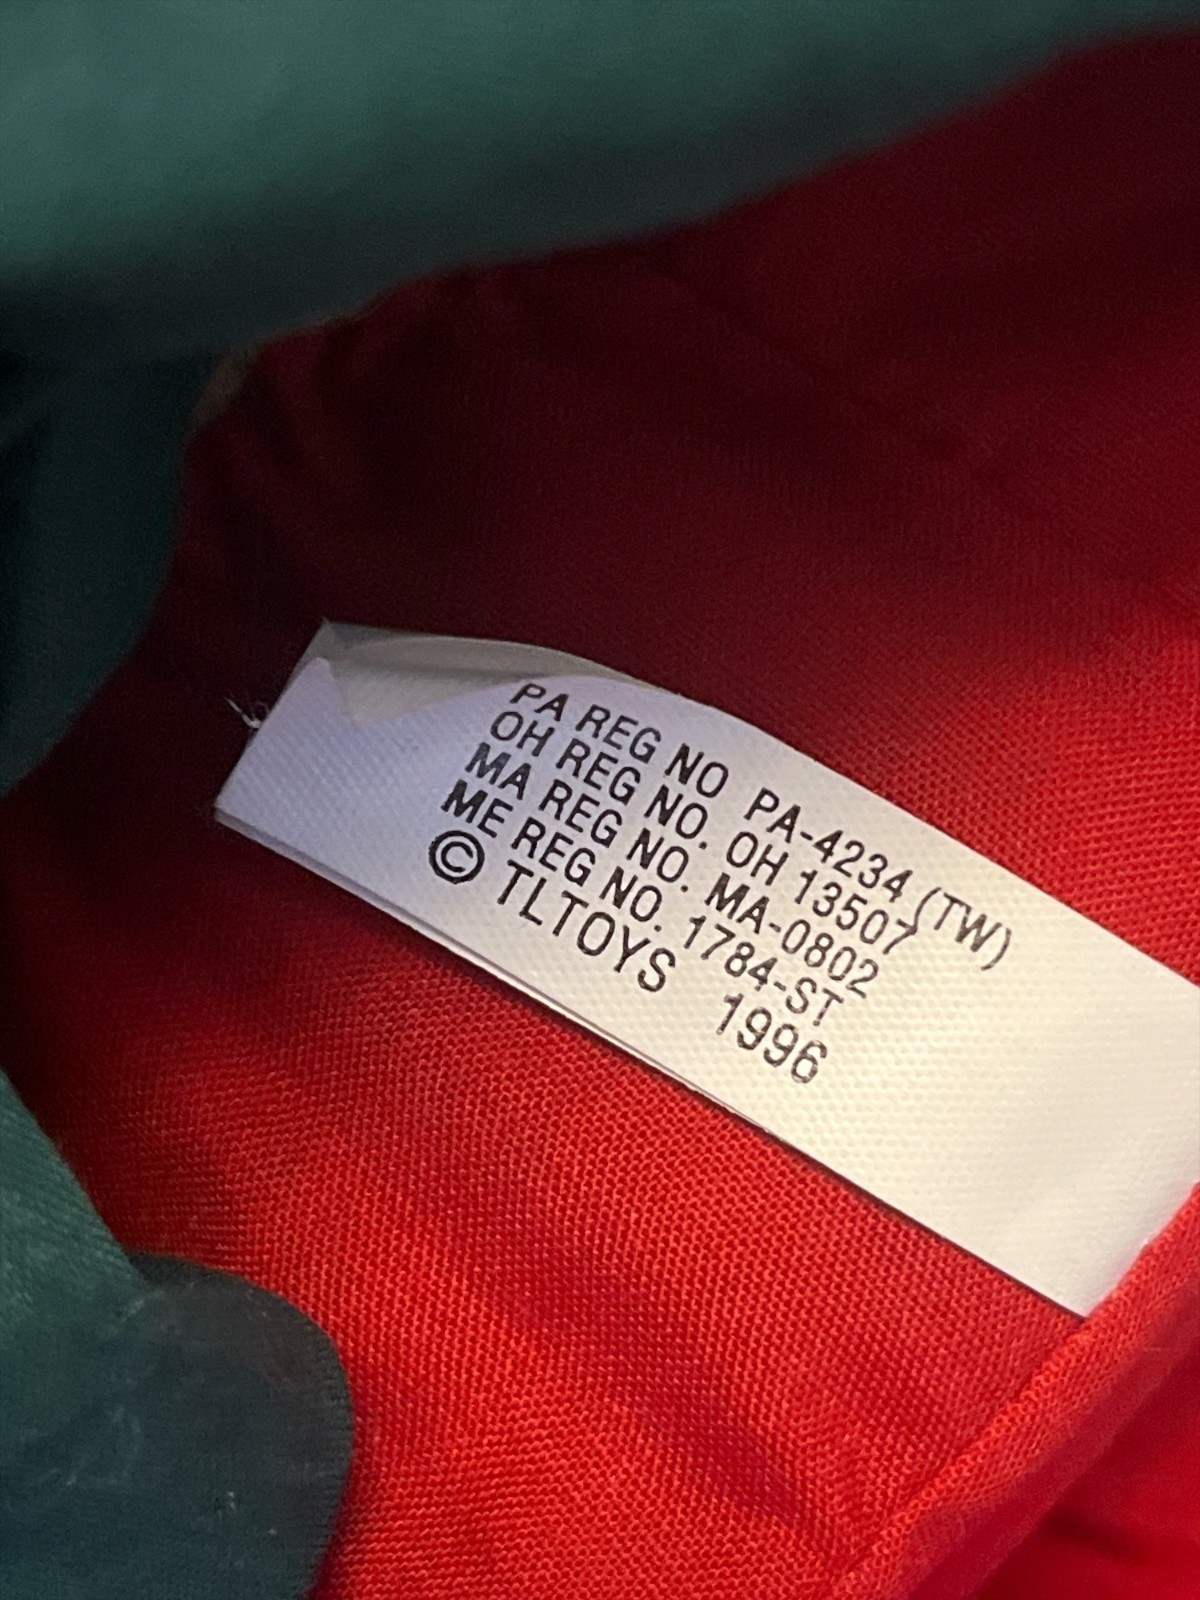 PA REG NO PA-4234 (TW)
OH REG NO. OH 13507
MA REG NO. MA-0802
ME REG NO. 1784-ST
© TLTOYS 1996